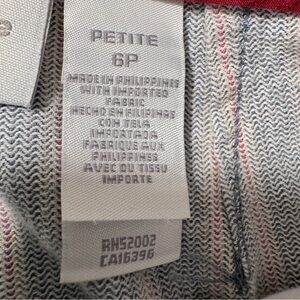 e
PETITE
6P
MADE IN PHILIPPINES
WITH IMPORTED
FABRIC
HECHO EN FILIPINAS
CON TELA
IMPORTADA
FABRIQUE AUX
PHILIPPINES
AVEC DU TISSU
IMPORTE
RN52002
CA16396